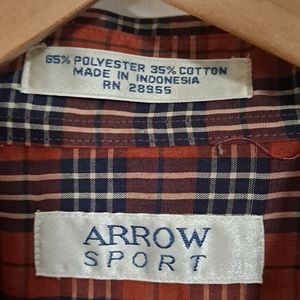 65% POLYESTER 35% COTTON
MADE IN INDONESIA
RN 28955
ARROW
SPORT